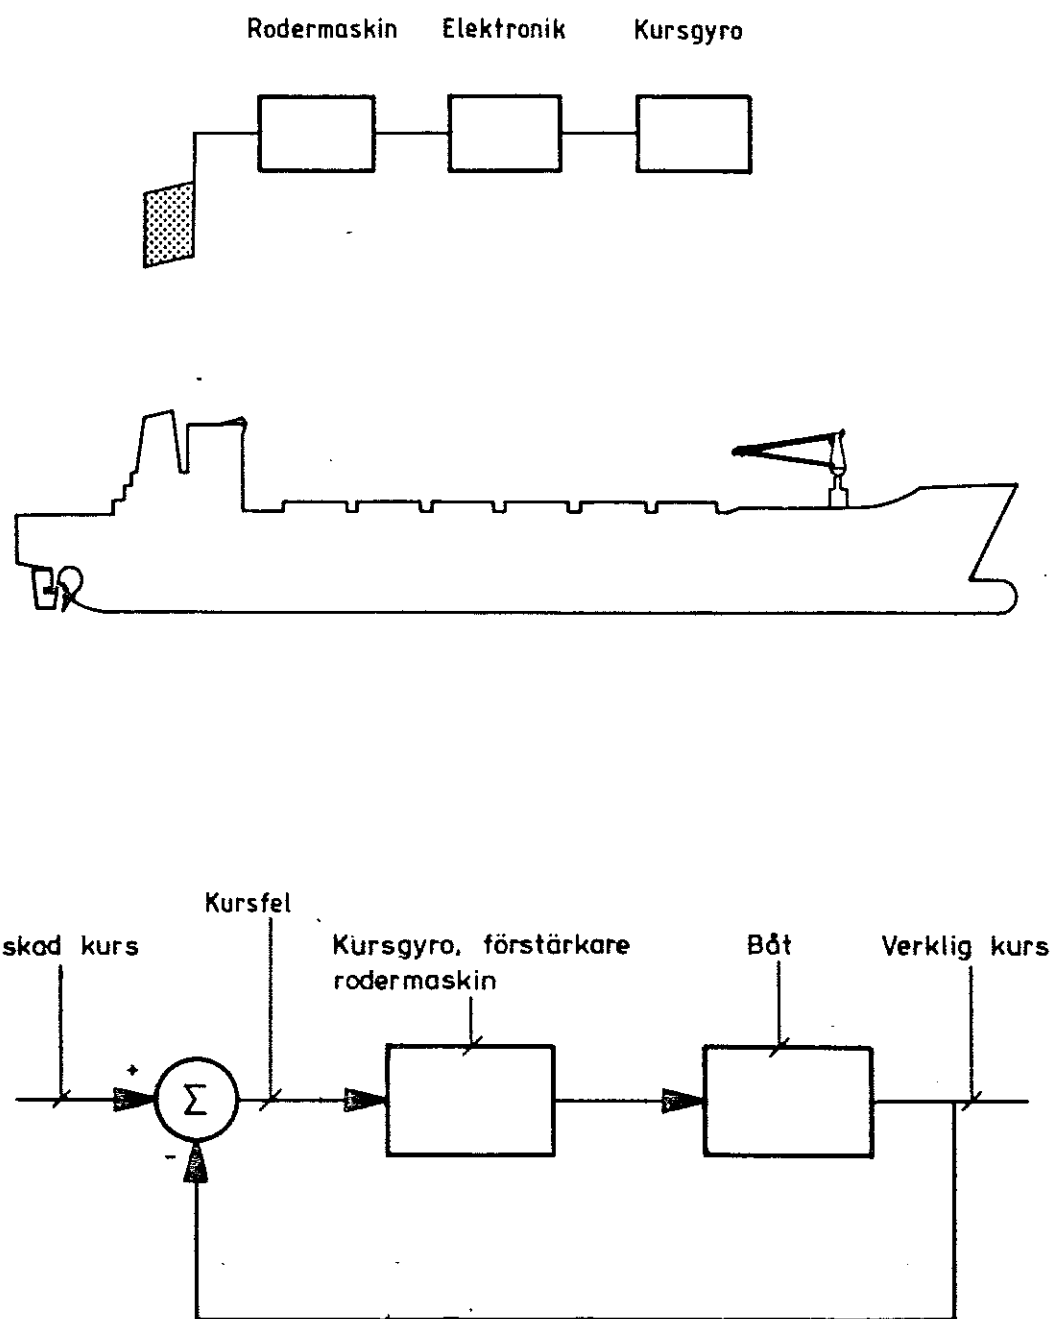 Rodermaskin Elektronik Kursgyro
Kursfel
skad kurs
Kursgyro, förstärkare
rodermaskin
Båt
Verklig kurs
+
Σ
-